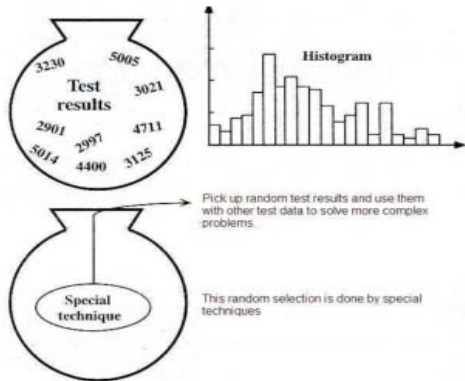 3230
5005
Test
results
3021
2901
2997
4711
5014
4400
3125
Histogram
Pick up random test results and use them
with other test data to solve more complex
problems.
Special
technique
This random selection is done by special
techniques